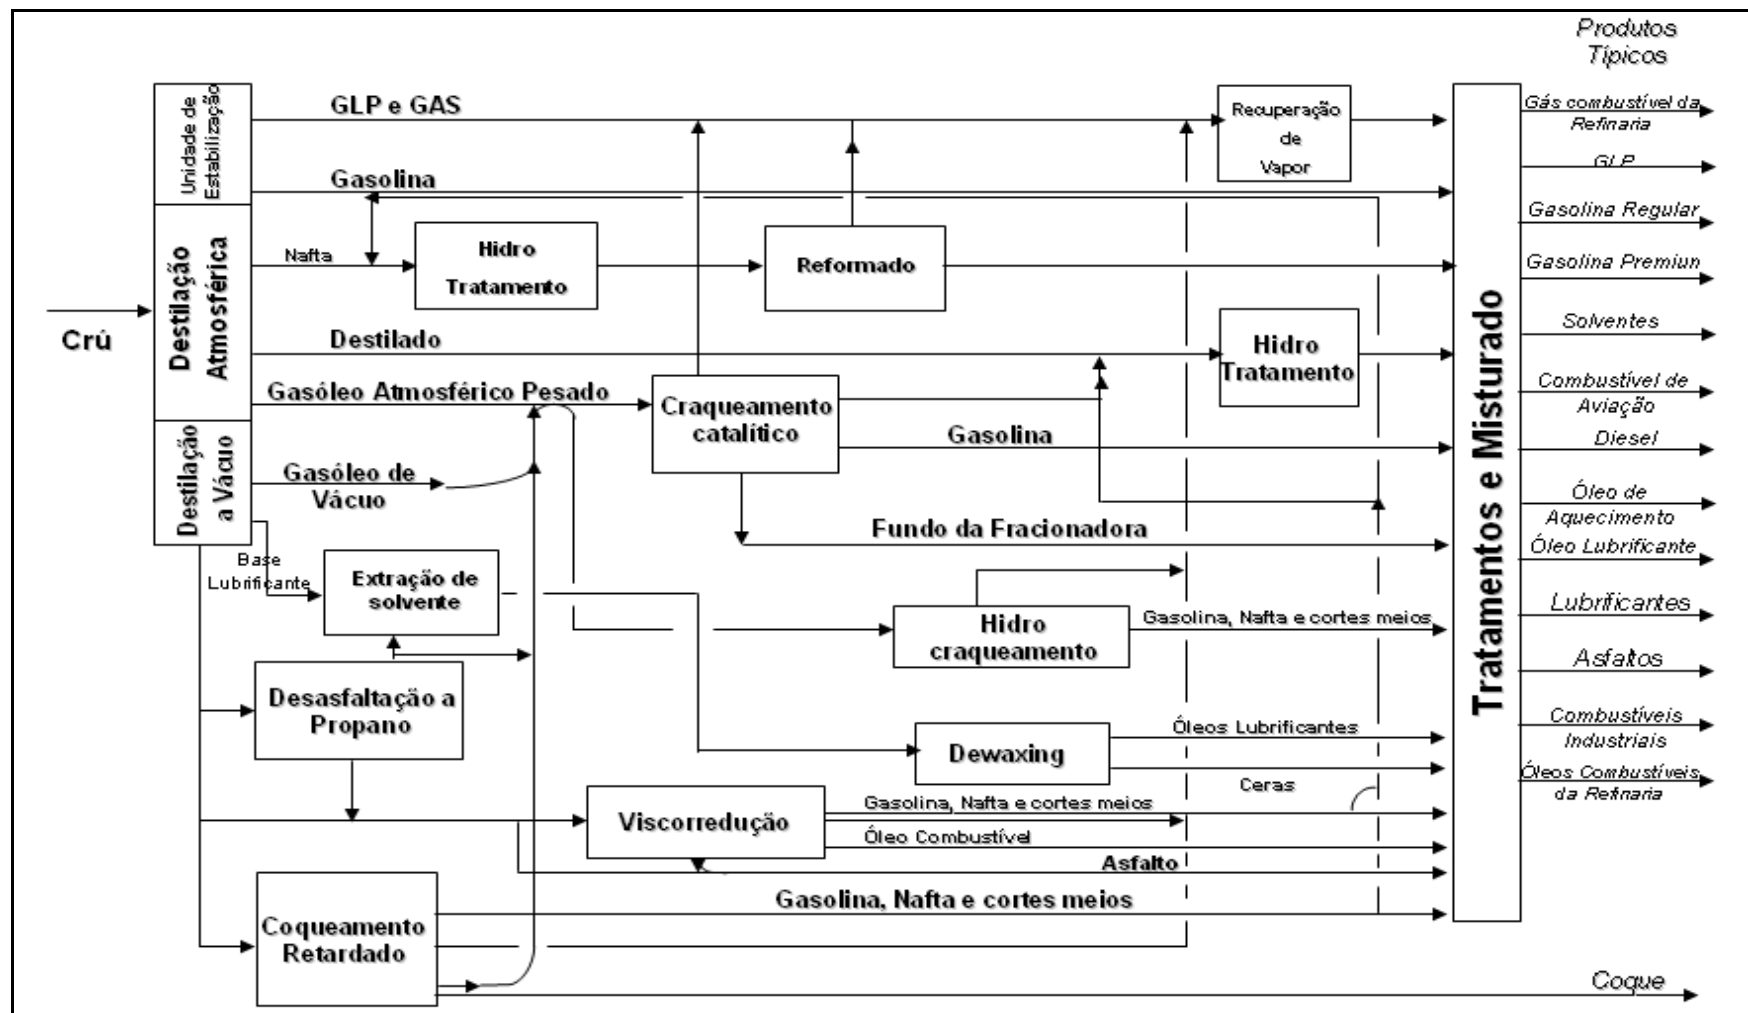 Produtos
Típicos
Unidade de
Estabilização
GLP e GAS
Recuperação
de
Vapor
Gás combustível da
Refinaria
GLP
Gasolina
Gasolina Regular
Destilação
Atmosférica
Nafta
Hidro
Tratamento
Reformado
Gasolina Premiun
Crú
Destilado
Hidro
Tratamento
Solventes
Gasóleo Atmosférico Pesado
Craqueamento
catalítico
Combustível de
Aviação
Gasolina
Diesel
Destilação
a Vácuo
Gasóleo de
Vácuo
Tratamentos e Misturado
Óleo de
Aquecimento
Fundo da Fracionadora
Óleo Lubrificante
Base
Lubrificante
Extração de
solvente
Hidro
craqueamento
Gasolina, Nafta e cortes meios
Lubrificantes
Desasfaltação a
Propano
Asfaltos
Dewaxing
Óleos Lubrificantes
Ceras
Combustíveis
Industriais
Viscorredução
Gasolina, Nafta e cortes meios
Óleo Combustível
Asfalto
Óleos Combustíveis
da Refinaria
Coqueamento
Retardado
Gasolina, Nafta e cortes meios
Coque